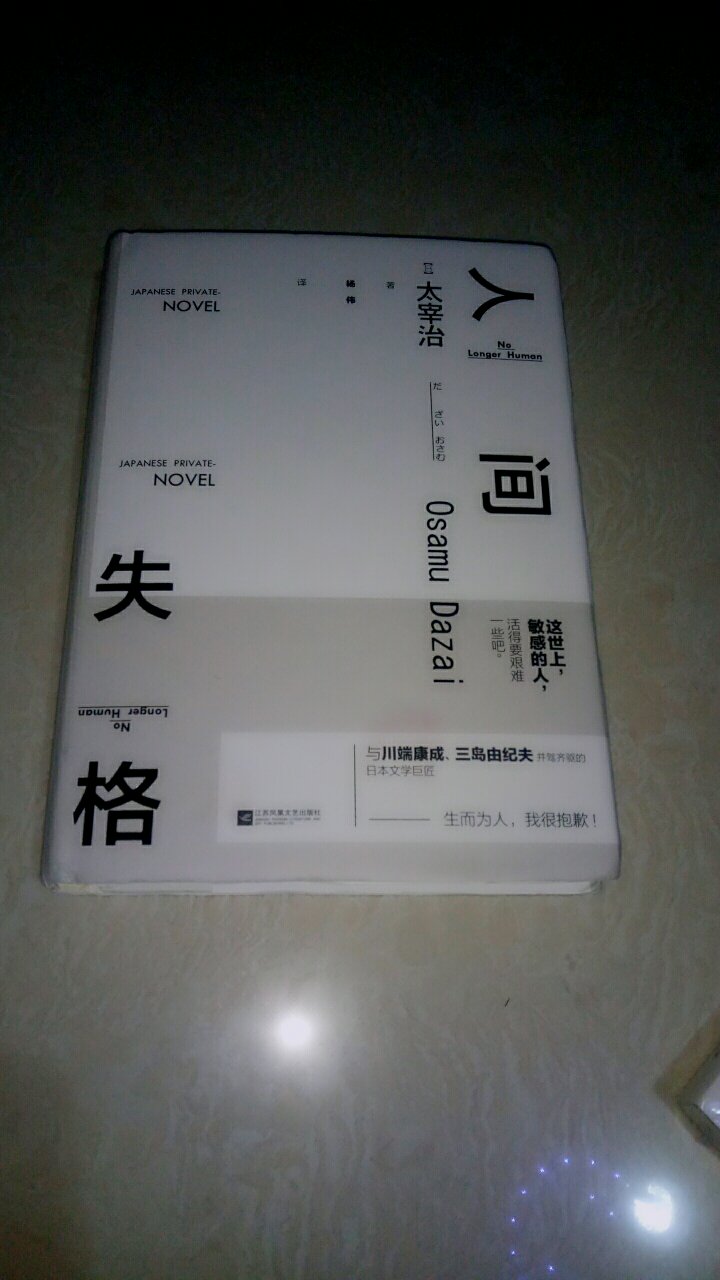 人
间
失
格
No
Longer Human
No
Longer Human
[日]
太宰治
著
杨
伟
译
だ ざい おさむ
Osamu Dazai
JAPANESE PRIVATE-
NOVEL
JAPANESE PRIVATE-
NOVEL
这世上，
敏感的人，
活得要艰难
一些吧。
与川端康成、三岛由纪夫 并驾齐驱的
日本文学巨匠
生而为人，我很抱歉！
江苏凤凰文艺出版社